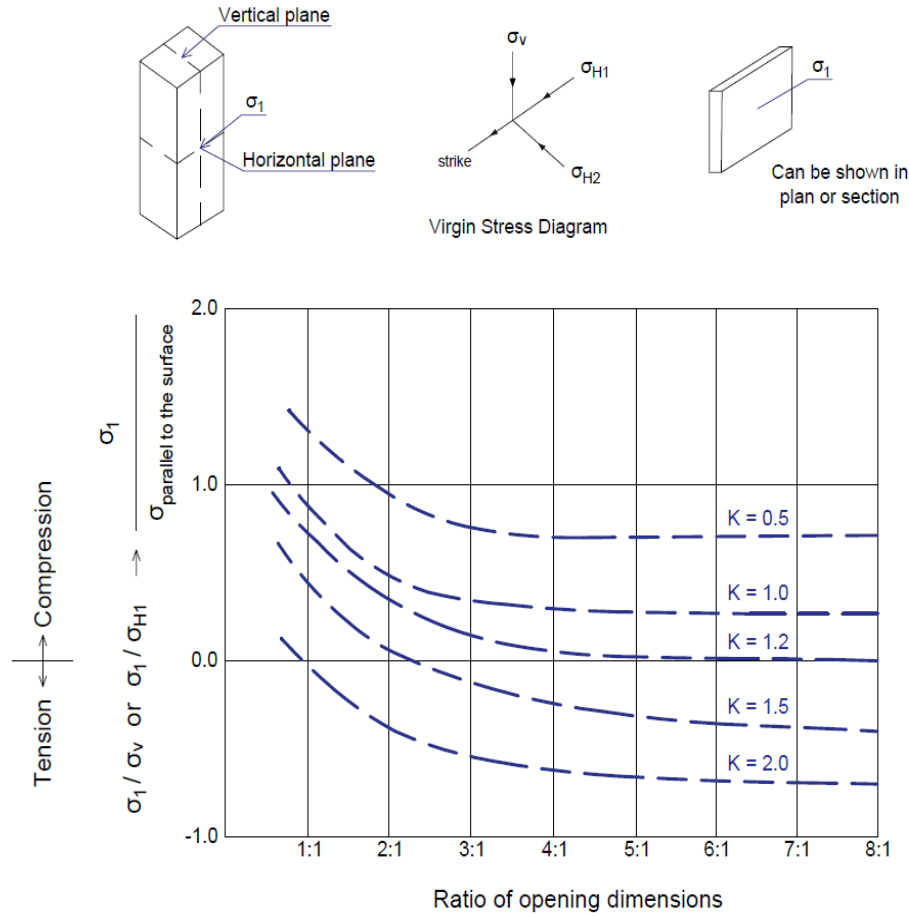 Vertical plane
σ1
Horizontal plane
σv
σH1
strike
σH2
Virgin Stress Diagram
σ1
Can be shown in
plan or section
Tension ← → Compression
σ1 / σv or σ1 / σH1 →
σ1
σparallel to the surface
2.0
1.0
0.0
-1.0
K = 0.5
K = 1.0
K = 1.2
K = 1.5
K = 2.0
1:1 2:1 3:1 4:1 5:1 6:1 7:1 8:1
Ratio of opening dimensions